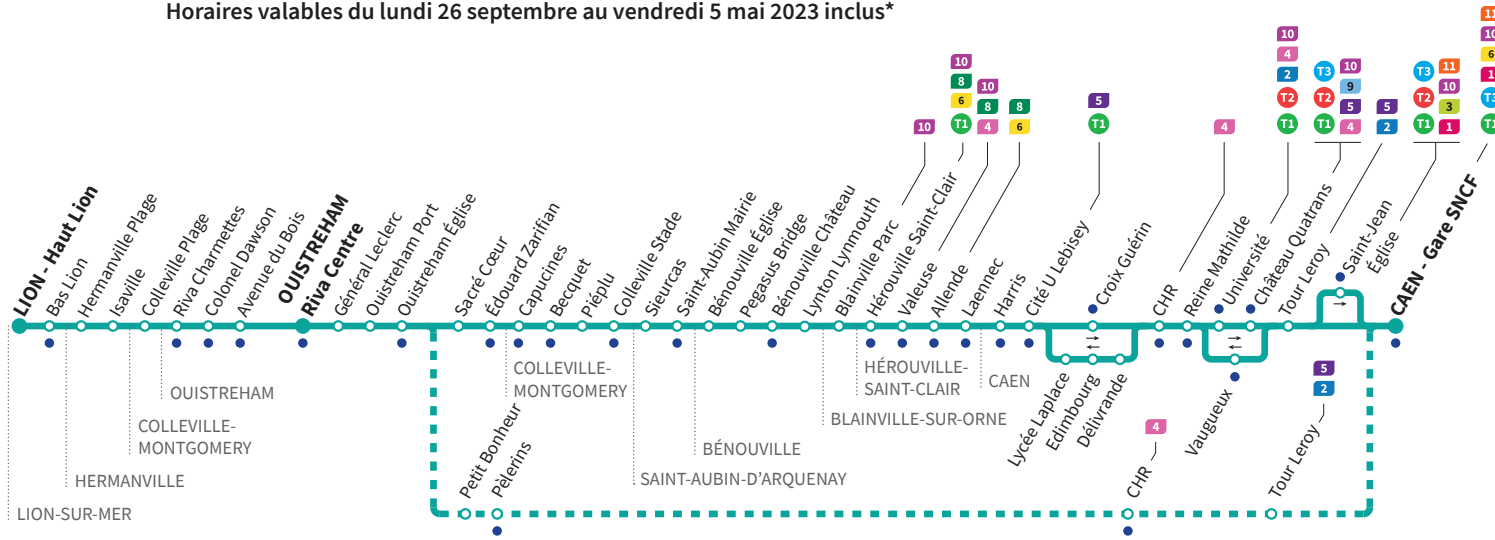 Horaires valables du lundi 26 septembre au vendredi 5 mai 2023 inclus*
LION - Haut Lion
Bas Lion
Hermanville Plage
Isaville
Colleville Plage
Riva Charmettes
Colonel Dawson
Avenue du Bois
OUISTREHAM
Riva Centre
Général Leclerc
Ouistreham Port
Ouistreham Église
Sacré Cœur
Édouard Zarifian
Capucines
Becquet
Piéplu
Colleville Stade
Sieurcas
Saint-Aubin Mairie
Bénouville Église
Pegasus Bridge
Bénouville Château
Lynton Lynmouth
Blainville Parc
10
Hérouville Saint-Clair
10
8
6
T1
Valeuse
10
8
4
Allende
8
6
Laennec
Harris
Cité U Lebisey
5
T1
Croix Guérin
CHR
4
Reine Mathilde
Université
10
4
2
T2
T1
Château Quatrans
T3
T2
T1
10
9
5
4
Tour Leroy
5
2
Saint-Jean
Église
T3
T2
T1
11
10
3
1
CAEN - Gare SNCF
11
10
6
1
T3
T1
Lycée Laplace
Edimbourg
Délivrande
Vaugueux
Petit Bonheur
Pèlerins
CHR
4
Tour Leroy
5
2
LION-SUR-MER
HERMANVILLE
COLLEVILLE-
MONTGOMERY
OUISTREHAM
COLLEVILLE-
MONTGOMERY
SAINT-AUBIN-D'ARQUENAY
BÉNOUVILLE
BLAINVILLE-SUR-ORNE
HÉROUVILLE-
SAINT-CLAIR
CAEN